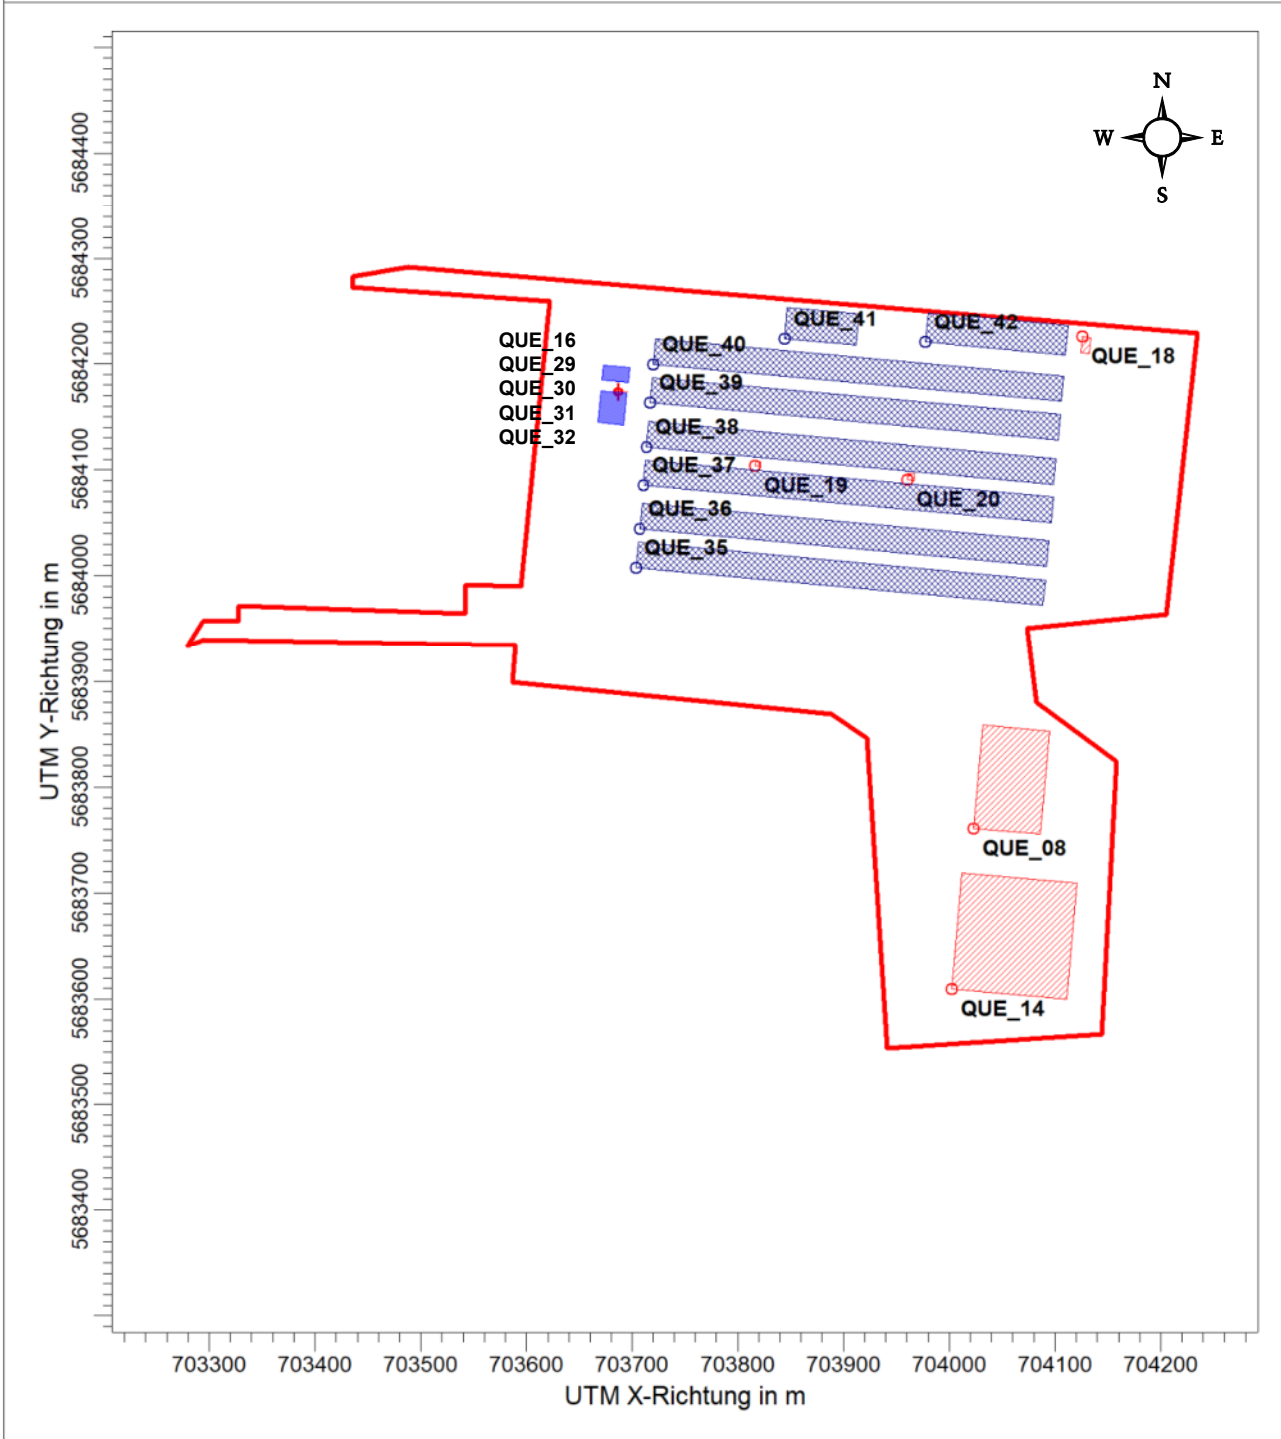 N
W E
S
5684400
5684300
5684200
5684100
5684000
5683900
5683800
5683700
5683600
5683500
5683400
UTM Y-Richtung in m
QUE_41
QUE_42
QUE_16
QUE_40
QUE_18
QUE_29
QUE_39
QUE_30
QUE_31
QUE_38
QUE_32
QUE_37
QUE_19
QUE_20
QUE_36
QUE_35
QUE_08
QUE_14
703300 703400 703500 703600 703700 703800 703900 704000 704100 704200
UTM X-Richtung in m